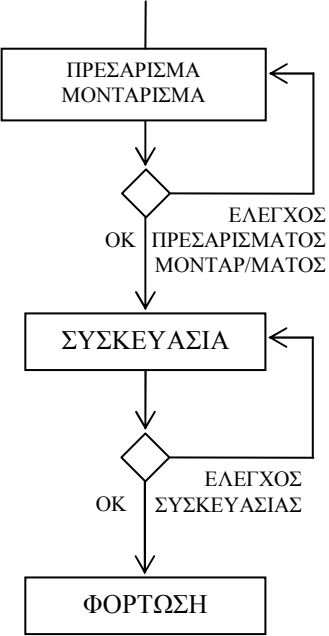 ΠΡΕΣΑΡΙΣΜΑ
ΜΟΝΤΑΡΙΣΜΑ
ΕΛΕΓΧΟΣ
ΟΚ ΠΡΕΣΑΡΙΣΜΑΤΟΣ
ΜΟΝΤΑΡ/ΜΑΤΟΣ
ΣΥΣΚΕΥΑΣΙΑ
ΕΛΕΓΧΟΣ
ΟΚ ΣΥΣΚΕΥΑΣΙΑΣ
ΦΟΡΤΩΣΗ